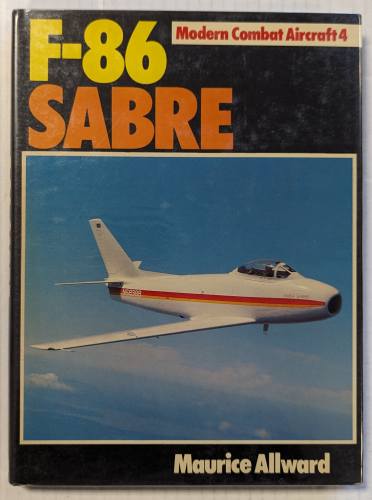 F-86
Modern Combat Aircraft 4
SABRE
Maurice Allward